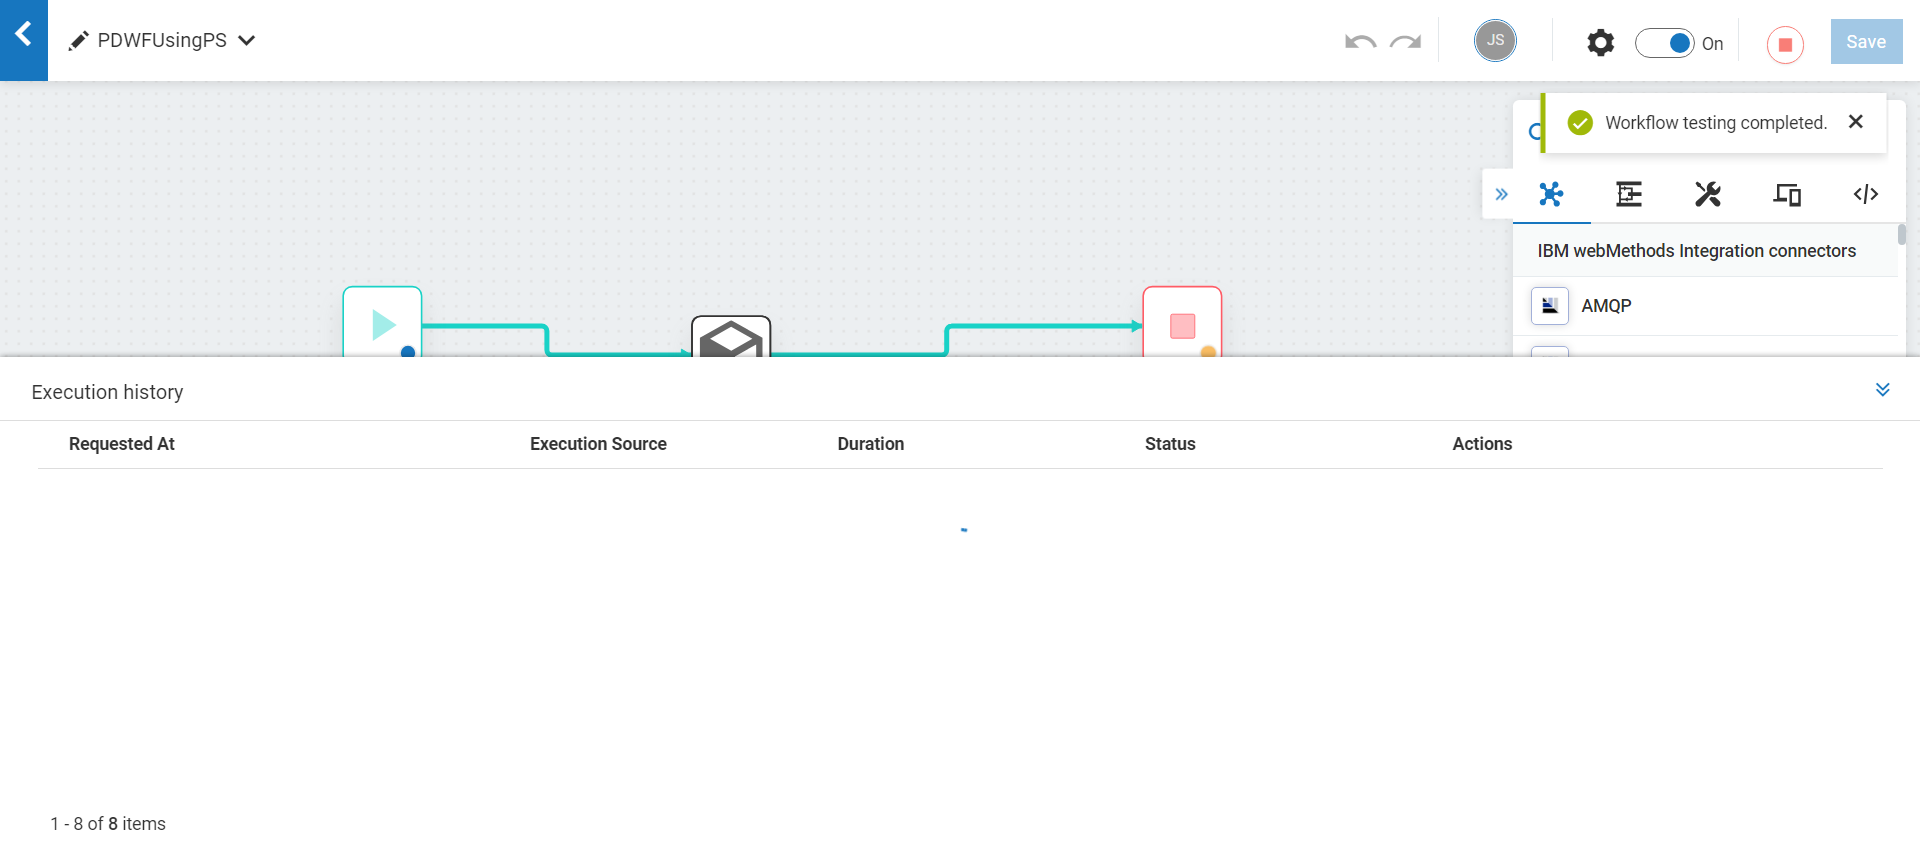 PDWFUsingPS
JS
On
Save
Workflow testing completed.
IBM webMethods Integration connectors
AMQP
Execution history
Requested At Execution Source Duration Status Actions
1 - 8 of 8 items